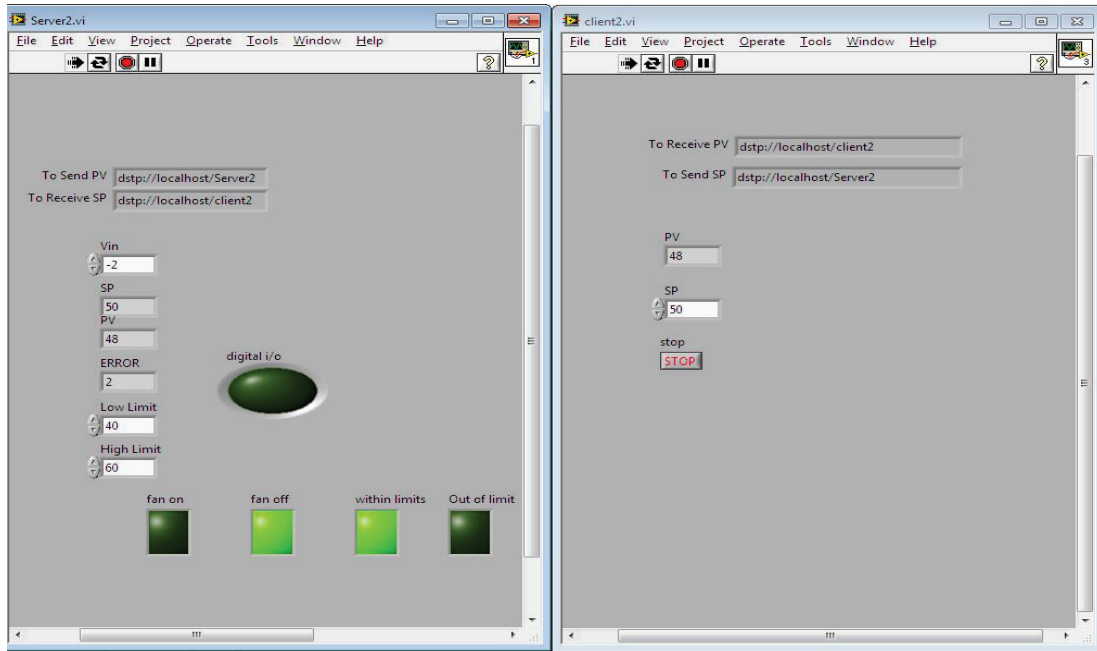 Server2.vi
File Edit View Project Operate Tools Window Help
?
1
To Send PV dstp://localhost/Server2
To Receive SP dstp://localhost/client2
Vin
-2
SP
50
PV
48
ERROR
2
digital i/o
Low Limit
40
High Limit
60
fan on fan off within limits Out of limit
client2.vi
File Edit View Project Operate Tools Window Help
?
3
To Receive PV dstp://localhost/client2
To Send SP dstp://localhost/Server2
PV
48
SP
50
stop
STOP